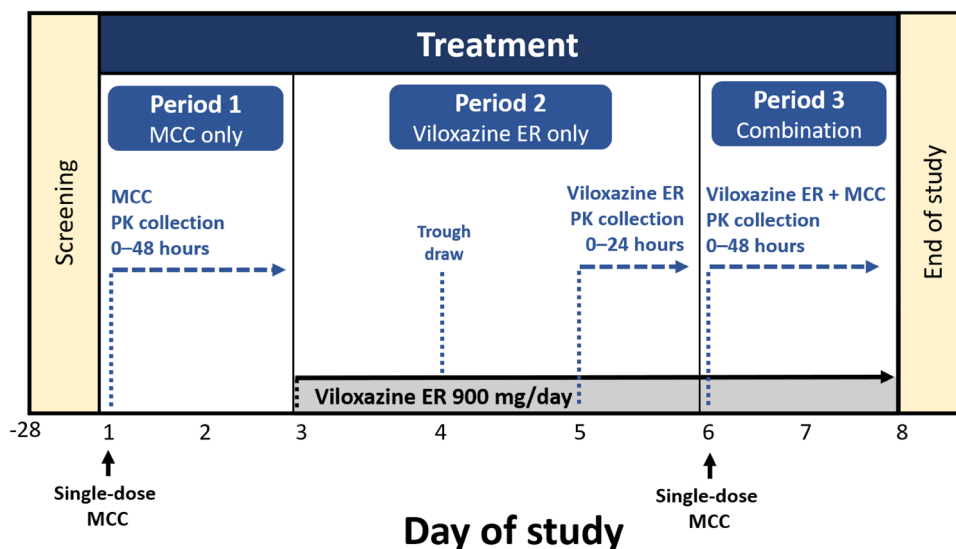 Treatment
Screening
Period 1
MCC only
Period 2
Viloxazine ER only
Period 3
Combination
End of study
MCC
PK collection
0–48 hours
Trough
draw
Viloxazine ER
PK collection
0–24 hours
Viloxazine ER + MCC
PK collection
0–48 hours
Viloxazine ER 900 mg/day
-28 1 2 3 4 5 6 7 8
Single-dose
MCC
Single-dose
MCC
Day of study